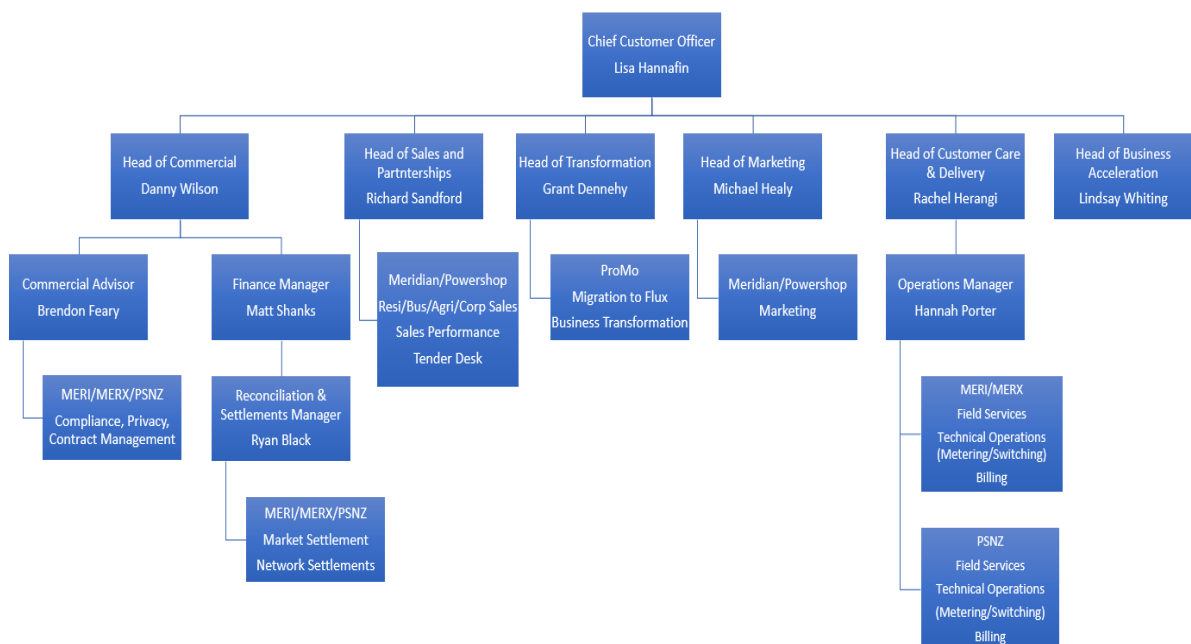 Chief Customer Officer
Lisa Hannafin
Head of Commercial
Danny Wilson
Head of Sales and
Partnterships
Richard Sandford
Head of Transformation
Grant Dennehy
Head of Marketing
Michael Healy
Head of Customer Care
& Delivery
Rachel Herangi
Head of Business
Acceleration
Lindsay Whiting
Commercial Advisor
Brendon Feary
Finance Manager
Matt Shanks
Meridian/Powershop
Resi/Bus/Agri/Corp Sales
Sales Performance
Tender Desk
ProMo
Migration to Flux
Business Transformation
Meridian/Powershop
Marketing
Operations Manager
Hannah Porter
MERI/MERX/PSNZ
Compliance, Privacy,
Contract Management
Reconciliation &
Settlements Manager
Ryan Black
MERI/MERX
Field Services
Technical Operations
(Metering/Switching)
Billing
MERI/MERX/PSNZ
Market Settlement
Network Settlements
PSNZ
Field Services
Technical Operations
(Metering/Switching)
Billing